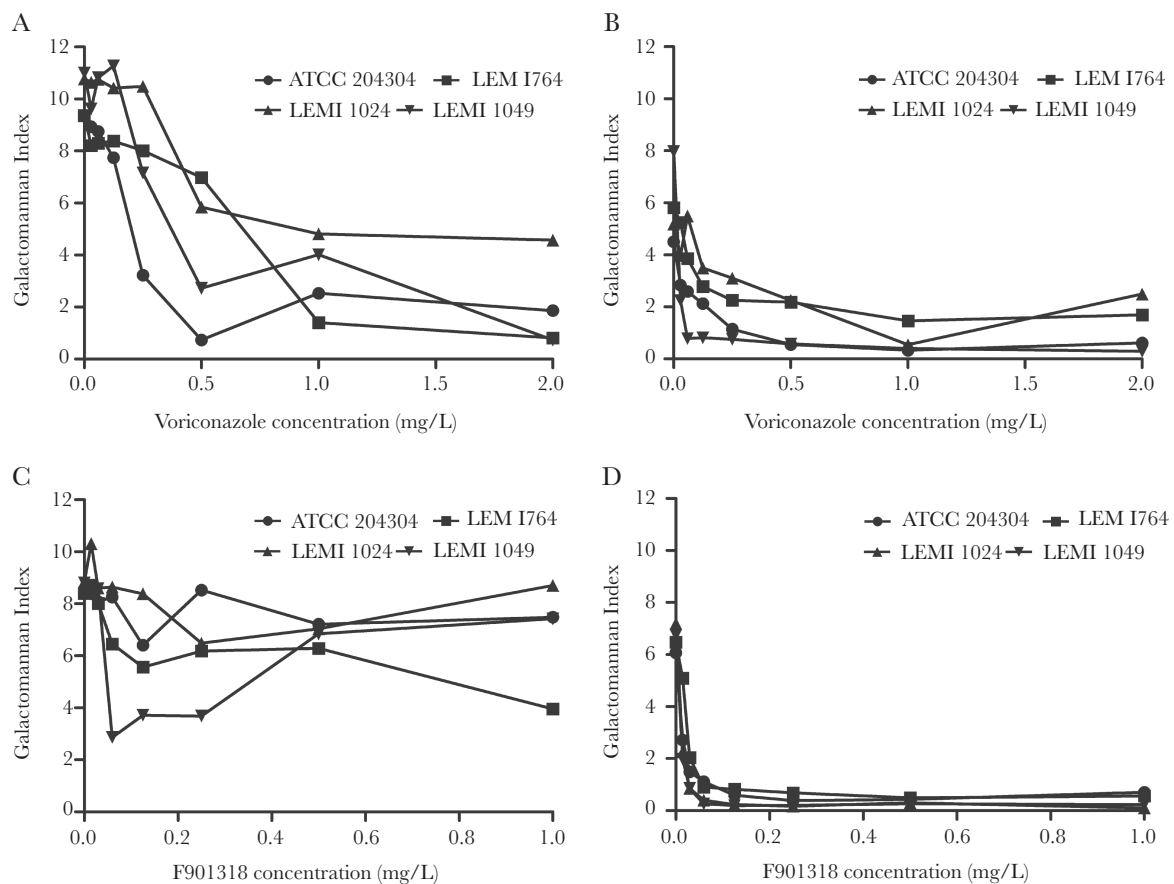 A
12
10
8
6
4
2
0
Galactomannan Index
ATCC 204304 LEM I764
LEMI 1024 LEMI 1049
0.0 0.5 1.0 1.5 2.0
Voriconazole concentration (mg/L)
B
12
10
8
6
4
2
0
Galactomannan Index
ATCC 204304 LEM I764
LEMI 1024 LEMI 1049
0.0 0.5 1.0 1.5 2.0
Voriconazole concentration (mg/L)
C
12
10
8
6
4
2
0
Galactomannan Index
ATCC 204304 LEM I764
LEMI 1024 LEMI 1049
0.0 0.2 0.4 0.6 0.8 1.0
F901318 concentration (mg/L)
D
12
10
8
6
4
2
0
Galactomannan Index
ATCC 204304 LEM I764
LEMI 1024 LEMI 1049
0.0 0.2 0.4 0.6 0.8 1.0
F901318 concentration (mg/L)